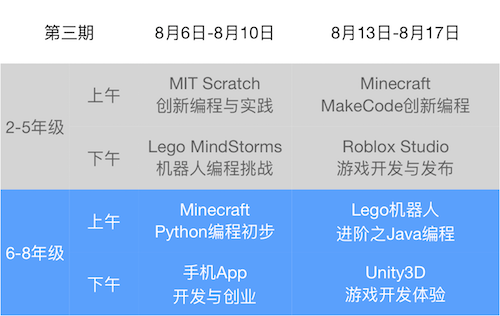 第三期 8月6日-8月10日 8月13日-8月17日
2-5年级
上午
MIT Scratch
创新编程与实践
Minecraft
MakeCode创新编程
下午
Lego MindStorms
机器人编程挑战
Roblox Studio
游戏开发与发布
6-8年级
上午
Minecraft
Python编程初步
Lego机器人
进阶之Java编程
下午
手机App
开发与创业
Unity3D
游戏开发体验